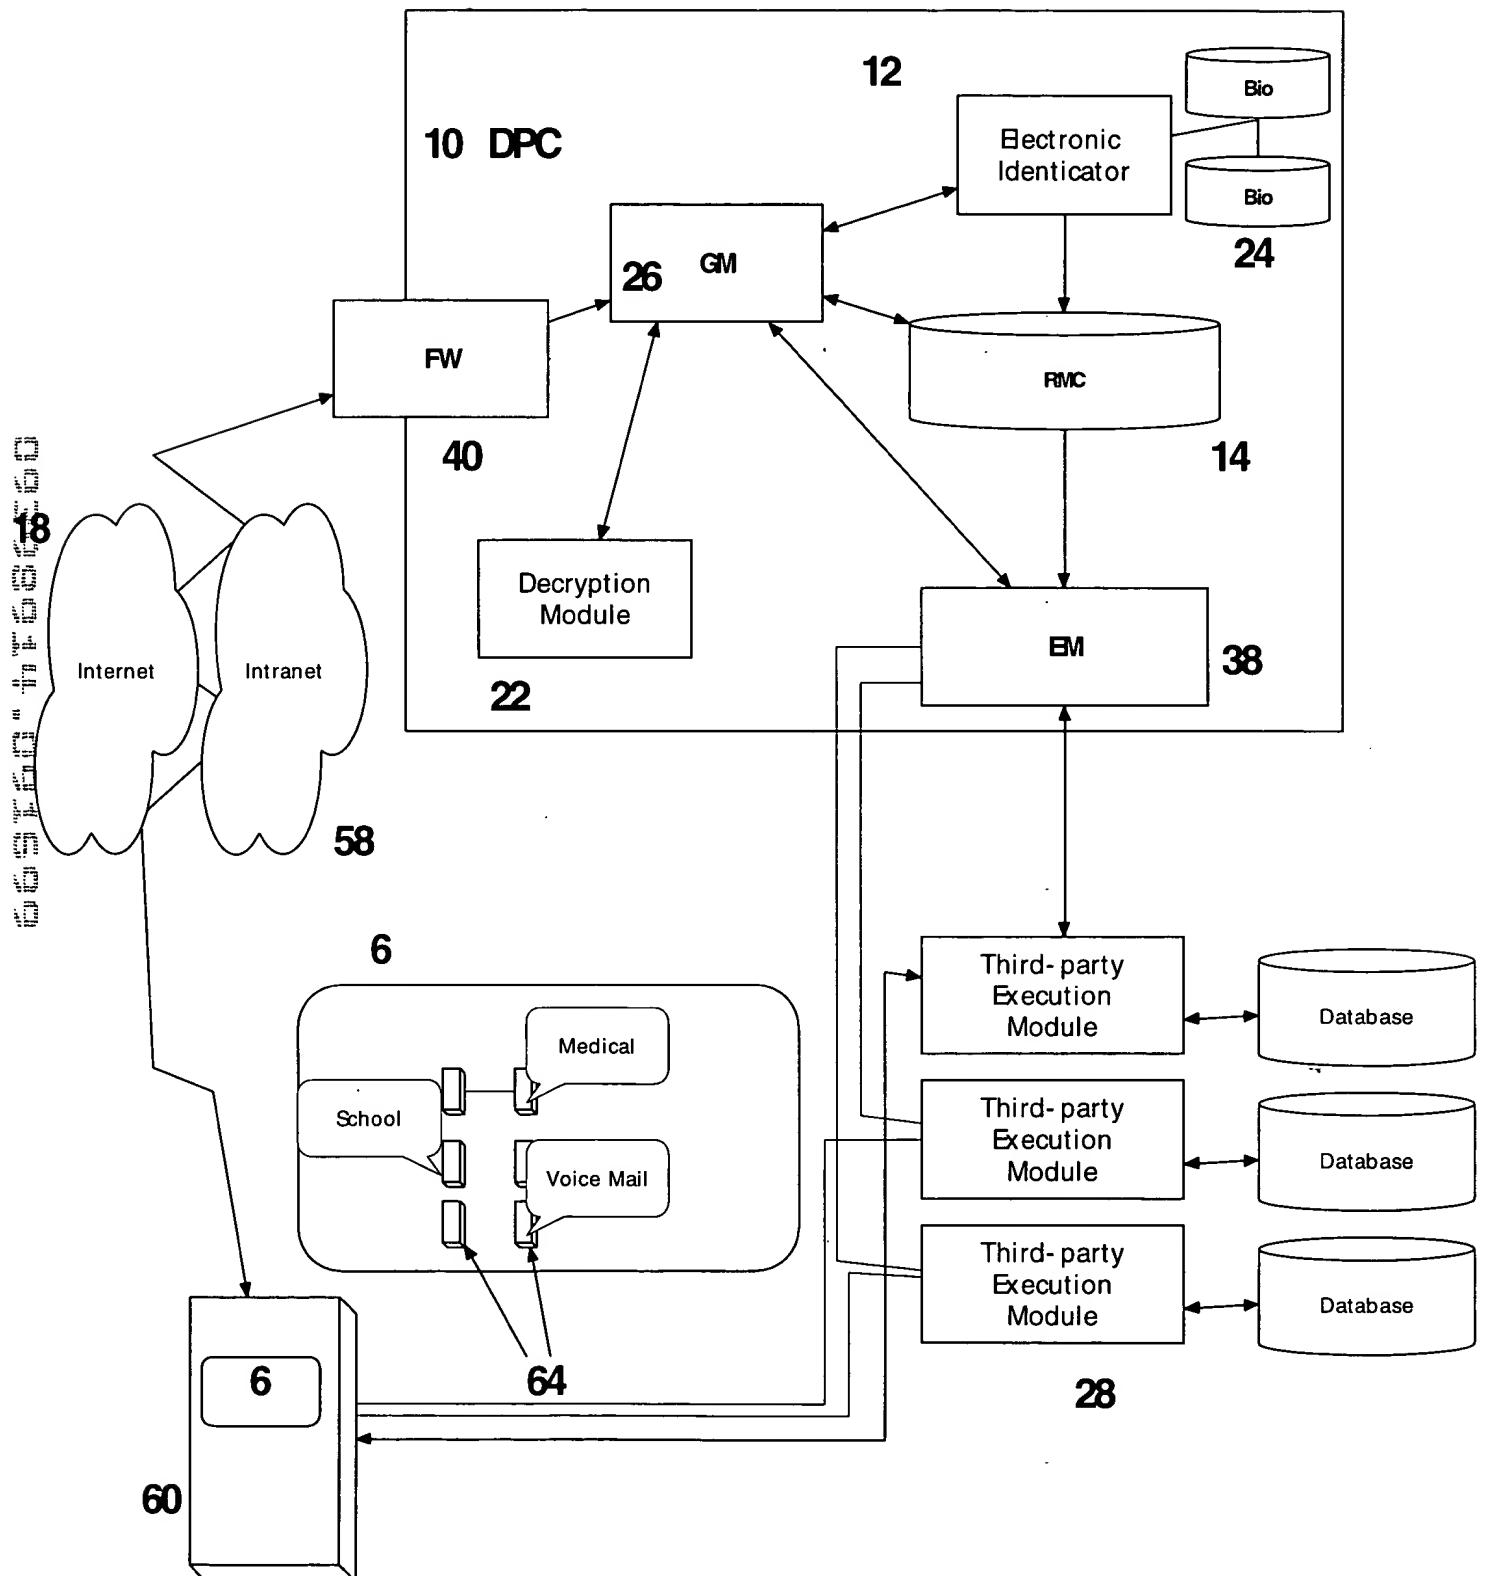 12
Bio
10 DPC
Electronic
Identicator
Bio
24
26
GM
FW
RMC
40
14
18
Decryption
Module
Internet
Intranet
EM
38
22
58
6
Third-party
Execution
Module
Database
Medical
School
Third-party
Execution
Module
Database
Voice Mail
Third-party
Execution
Module
Database
6
64
28
60